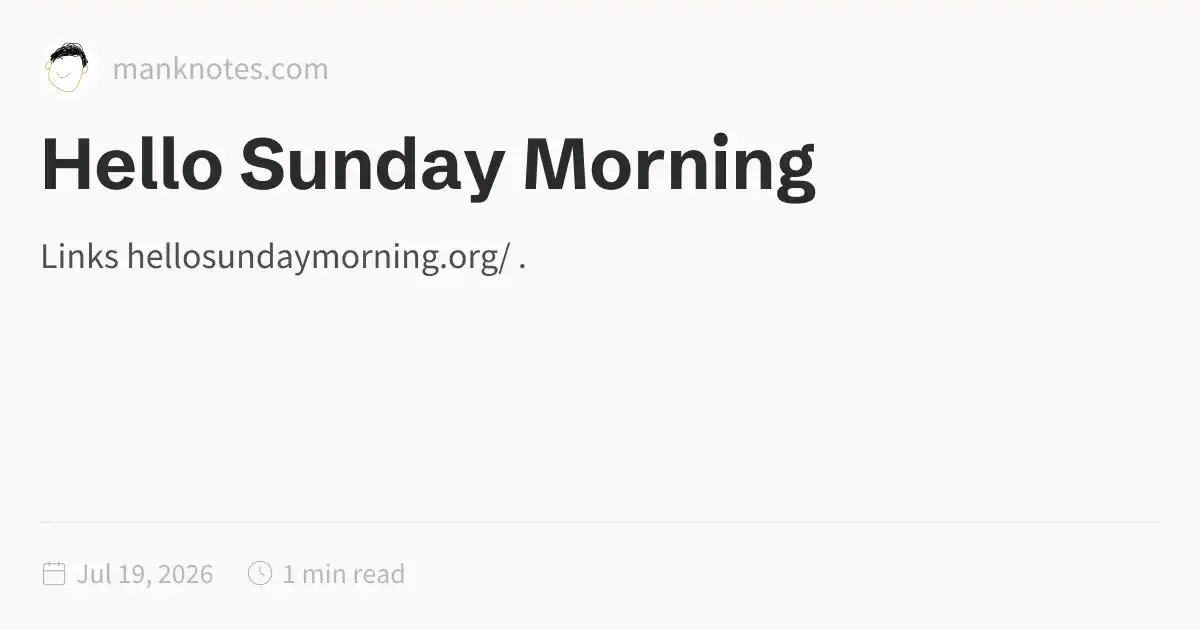 manknotes.com
Hello Sunday Morning
Links hellosundaymorning.org/ .
Jul 19, 2026 1 min read